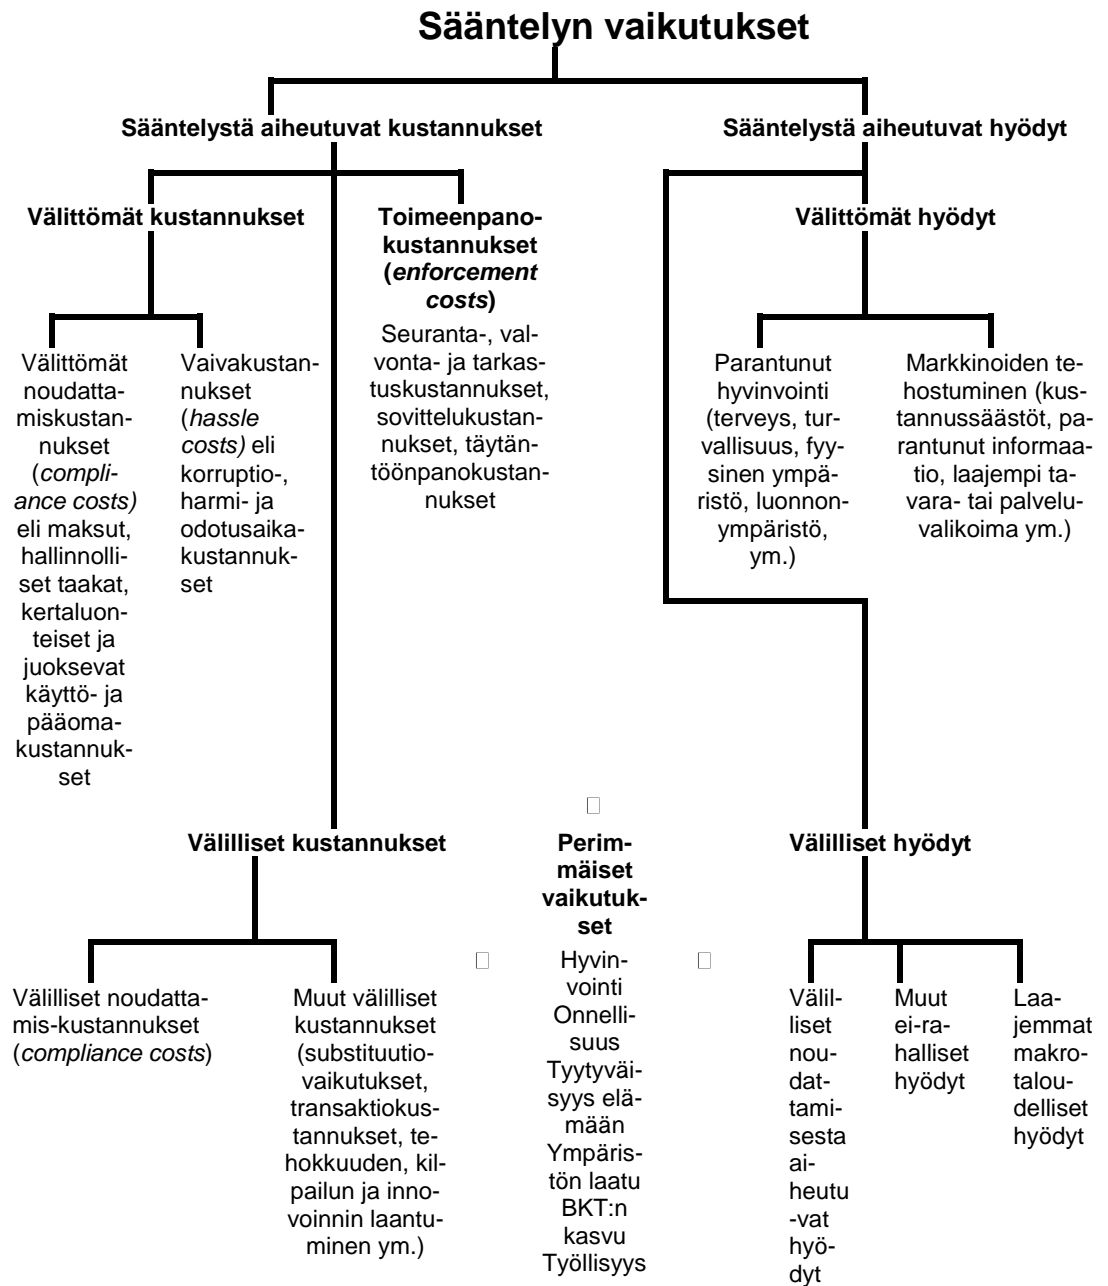 Sääntelyn vaikutukset
Sääntelystä aiheutuvat kustannukset
Sääntelystä aiheutuvat hyödyt
Välittömät kustannukset
Toimeenpano-
kustannukset
(enforcement
costs)
Seuranta-, val-
vonta- ja tarkas-
tuskustannukset,
sovittelukustan-
nukset, täytän-
töönpanokustan-
nukset
Välittömät hyödyt
Välittömät
noudatta-
miskustan-
nukset
(compli-
ance costs)
eli maksut,
hallinnolli-
set taakat,
kertaluon-
teiset ja
juoksevat
käyttö- ja
pääoma-
kustannuk-
set
Vaivakustan-
nukset
(hassle
costs) eli
korruptio-,
harmi- ja
odotusaika-
kustannuk-
set
Parantunut
hyvinvointi
(terveys, tur-
vallisuus, fyy-
sinen ympä-
ristö, luonnon-
ympäristö,
ym.)
Markkinoiden te-
hostuminen (kus-
tannussäästöt, pa-
rantunut informaa-
tio, laajempi ta-
vara- tai palvelu-
valikoima ym.)
Välilliset kustannukset
Perim-
mäiset
vaikutuk-
set
Hyvin-
vointi
Onnelli-
suus
Tyytyväi-
syys elä-
mään
Ympäris-
tön laatu
BKT:n
kasvu
Työllisyys
Välilliset hyödyt
Välilliset noudatta-
mis-kustannukset
(compliance costs)
Muut välilliset
kustannukset
(substituutio-
vaikutukset,
transaktiokus-
tannukset, te-
hokkuuden, kil-
pailun ja inno-
voinnin laantu-
minen ym.)
Välil-
liset
nou-
dat-
tami-
sesta
ai-
heutu
-vat
hyö-
dyt
Muut
ei-ra-
halliset
hyödyt
Laa-
jemmat
makro-
talou-
delliset
hyödyt